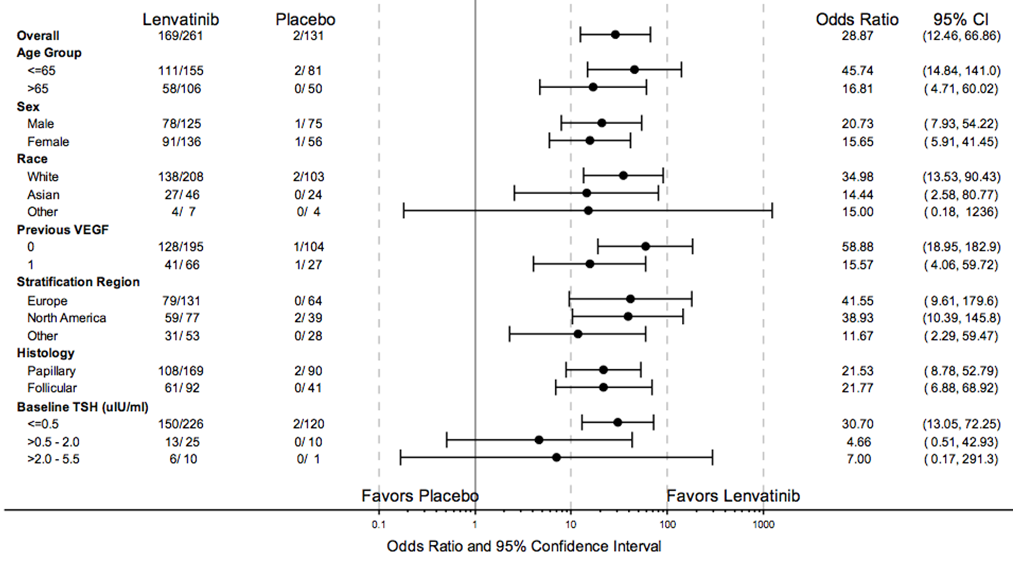 Lenvatinib Placebo Odds Ratio 95% CI
Overall 169/261 2/131 28.87 (12.46, 66.86)
Age Group
<=65 111/155 2/ 81 45.74 (14.84, 141.0)
>65 58/106 0/ 50 16.81 ( 4.71, 60.02)
Sex
Male 78/125 1/ 75 20.73 ( 7.93, 54.22)
Female 91/136 1/ 56 15.65 ( 5.91, 41.45)
Race
White 138/208 2/103 34.98 (13.53, 90.43)
Asian 27/ 46 0/ 24 14.44 ( 2.58, 80.77)
Other 4/ 7 0/ 4 15.00 ( 0.18, 1236)
Previous VEGF
0 128/195 1/104 58.88 (18.95, 182.9)
1 41/ 66 1/ 27 15.57 ( 4.06, 59.72)
Stratification Region
Europe 79/131 0/ 64 41.55 ( 9.61, 179.6)
North America 59/ 77 2/ 39 38.93 (10.39, 145.8)
Other 31/ 53 0/ 28 11.67 ( 2.29, 59.47)
Histology
Papillary 108/169 2/ 90 21.53 ( 8.78, 52.79)
Follicular 61/ 92 0/ 41 21.77 ( 6.88, 68.92)
Baseline TSH (uIU/ml)
<=0.5 150/226 2/120 30.70 (13.05, 72.25)
>0.5 - 2.0 13/ 25 0/ 10 4.66 ( 0.51, 42.93)
>2.0 - 5.5 6/ 10 0/ 1 7.00 ( 0.17, 291.3)
Favors Placebo Favors Lenvatinib
0.1 1 10 100 1000
Odds Ratio and 95% Confidence Interval